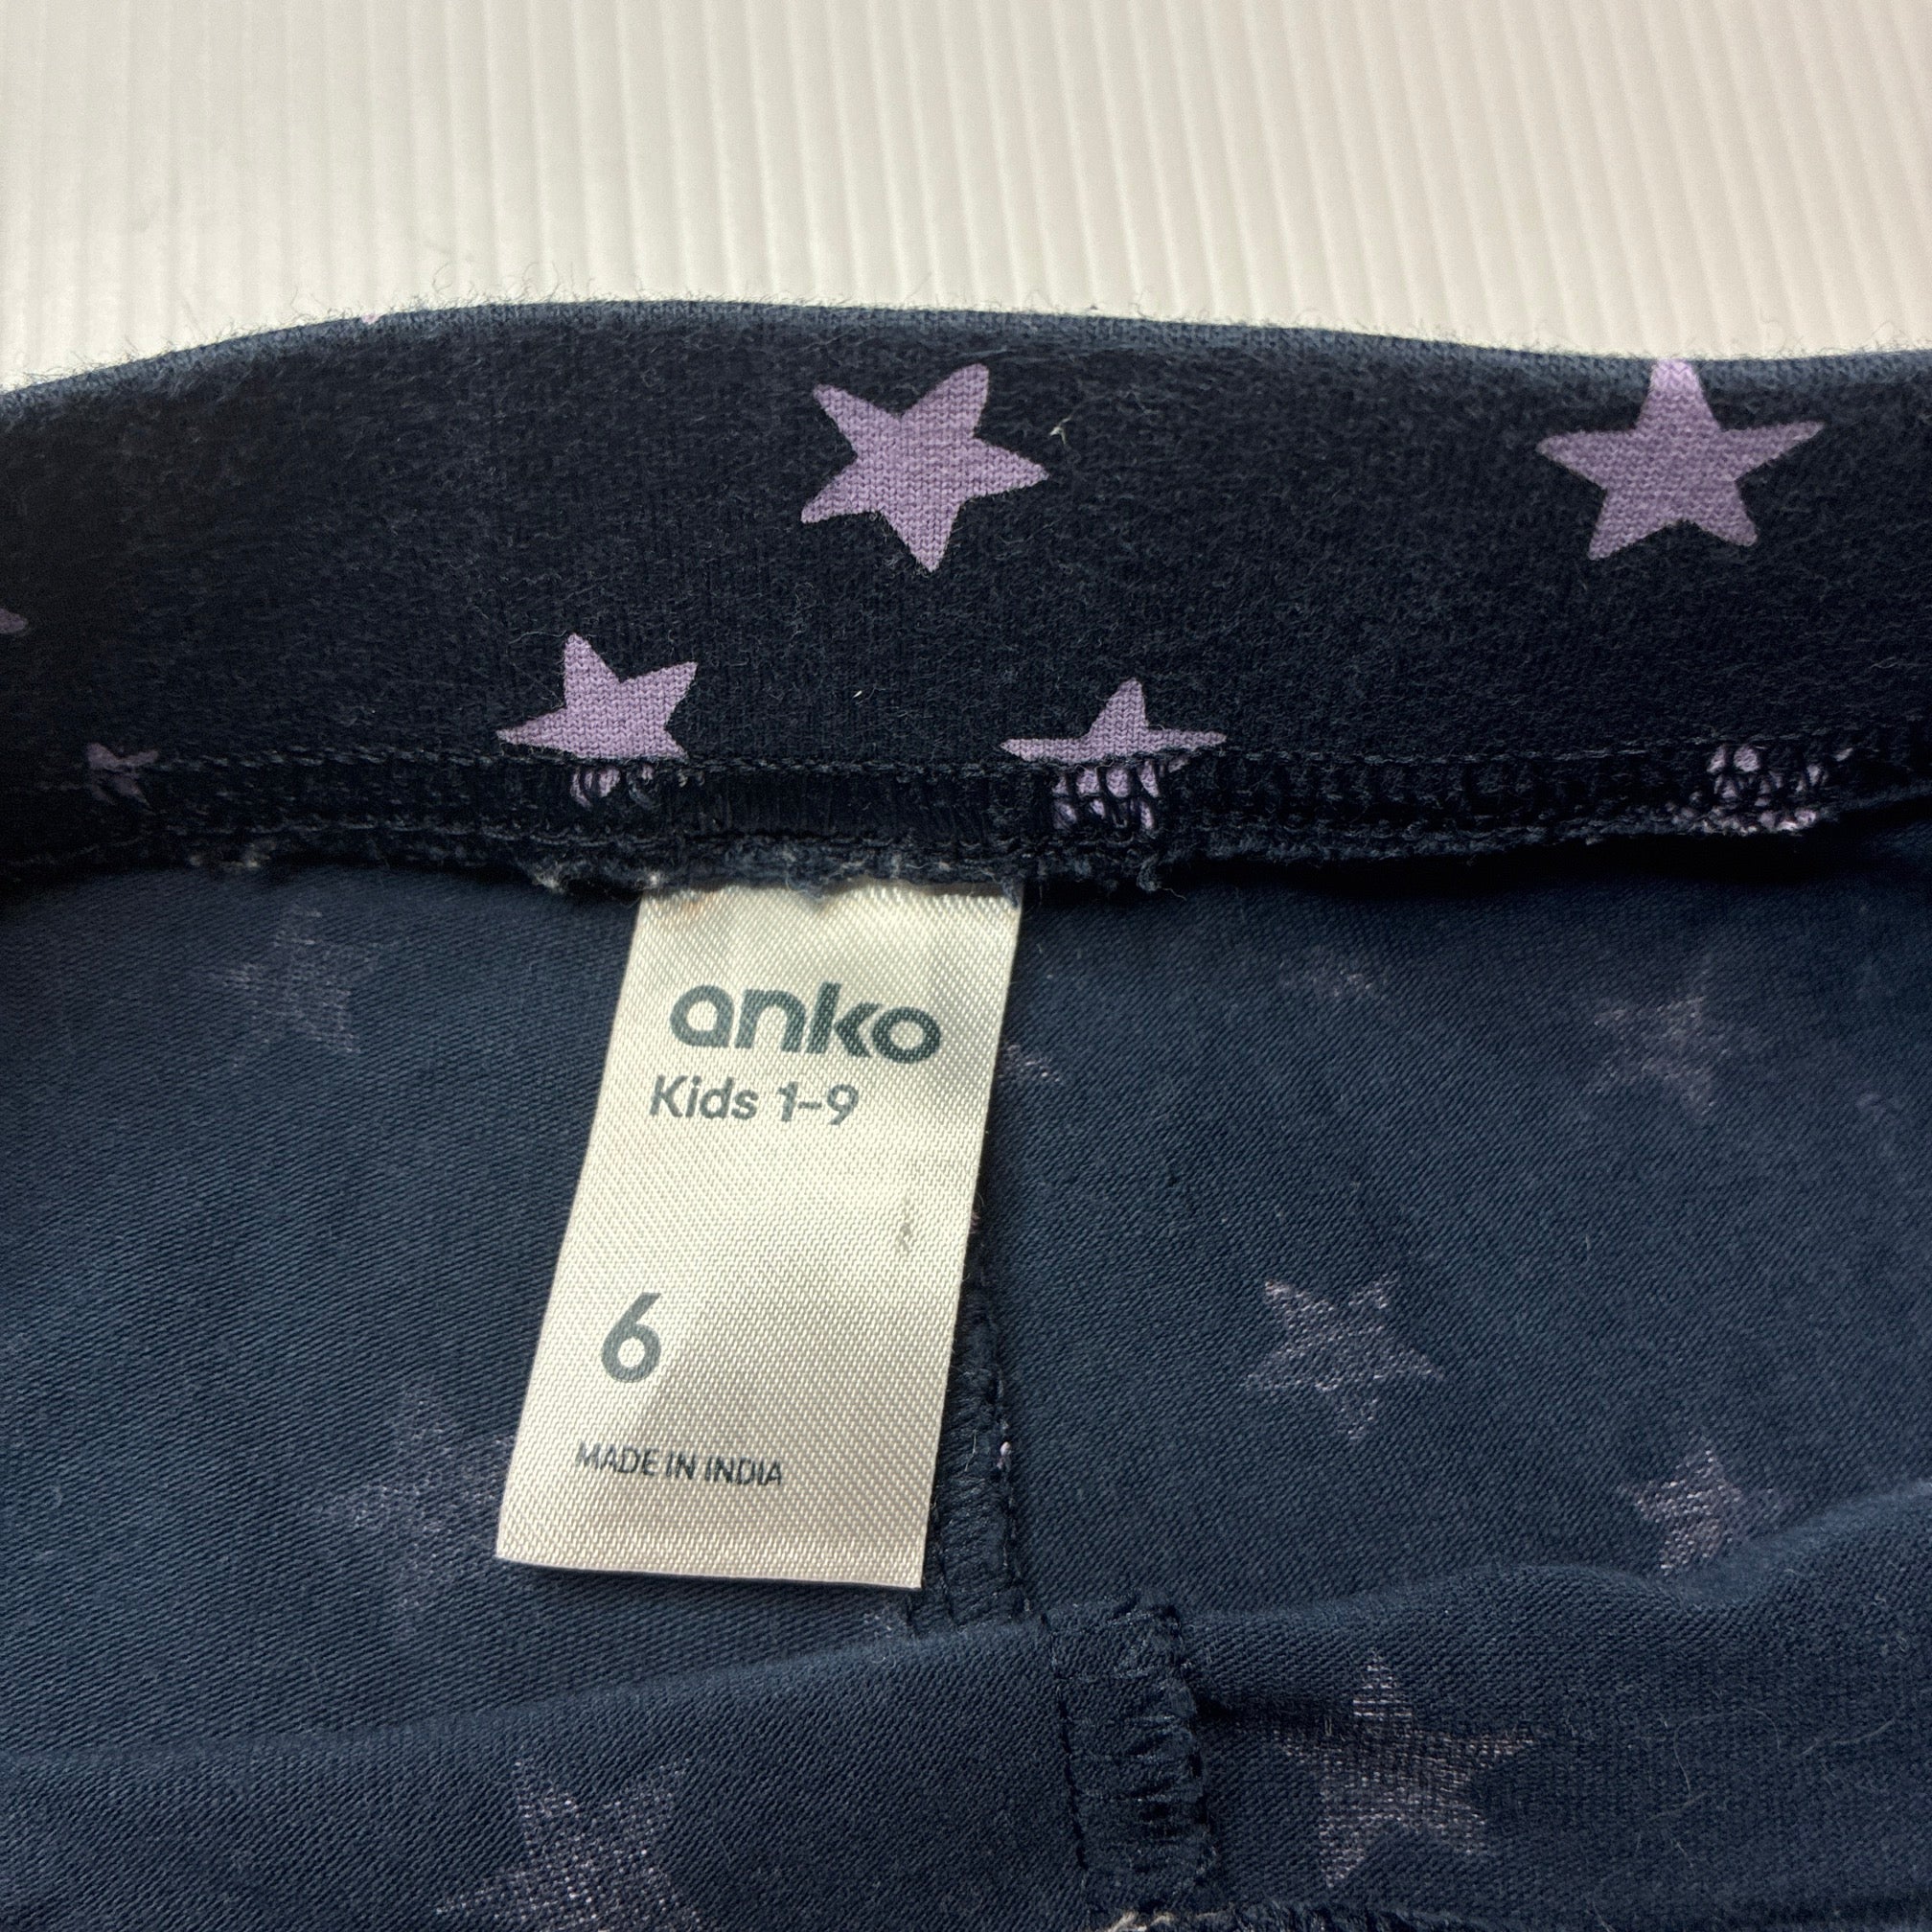 anko
Kids 1-9
6
MADE IN INDIA